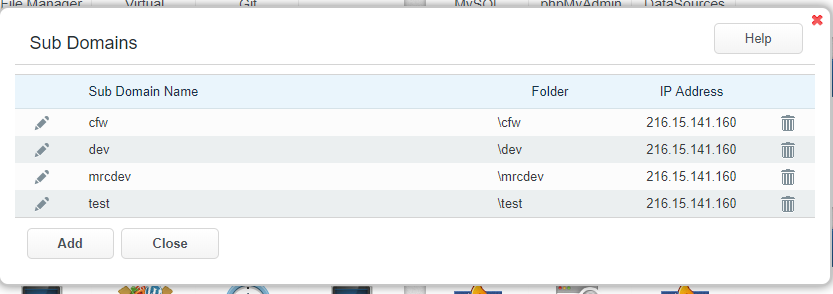 File Manager Virtual Git MySQL phpMyAdmin DataSources
Sub Domains
Help
Sub Domain Name Folder IP Address
cfw \cfw 216.15.141.160
dev \dev 216.15.141.160
mrcdev \mrcdev 216.15.141.160
test \test 216.15.141.160
Add Close